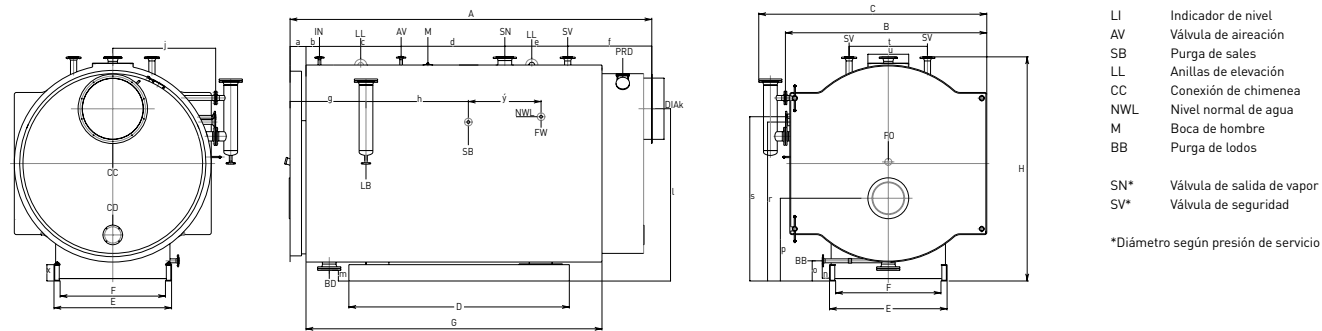 j
CC
CD
x
F
E
A
a
b
c
d
e
f
IN
LL
AV
M
SN
LL
SV
PRD
g
h
ÿ
DIAk
NWL
FW
SB
LB
l
m
BD
D
G
C
B
t
u
SV
SV
FO
H
s
r
p
BB
o
n
F
E
LI Indicador de nivel
AV Válvula de aireación
SB Purga de sales
LL Anillas de elevación
CC Conexión de chimenea
NWL Nivel normal de agua
M Boca de hombre
BB Purga de lodos
SN* Válvula de salida de vapor
SV* Válvula de seguridad
*Diámetro según presión de servicio